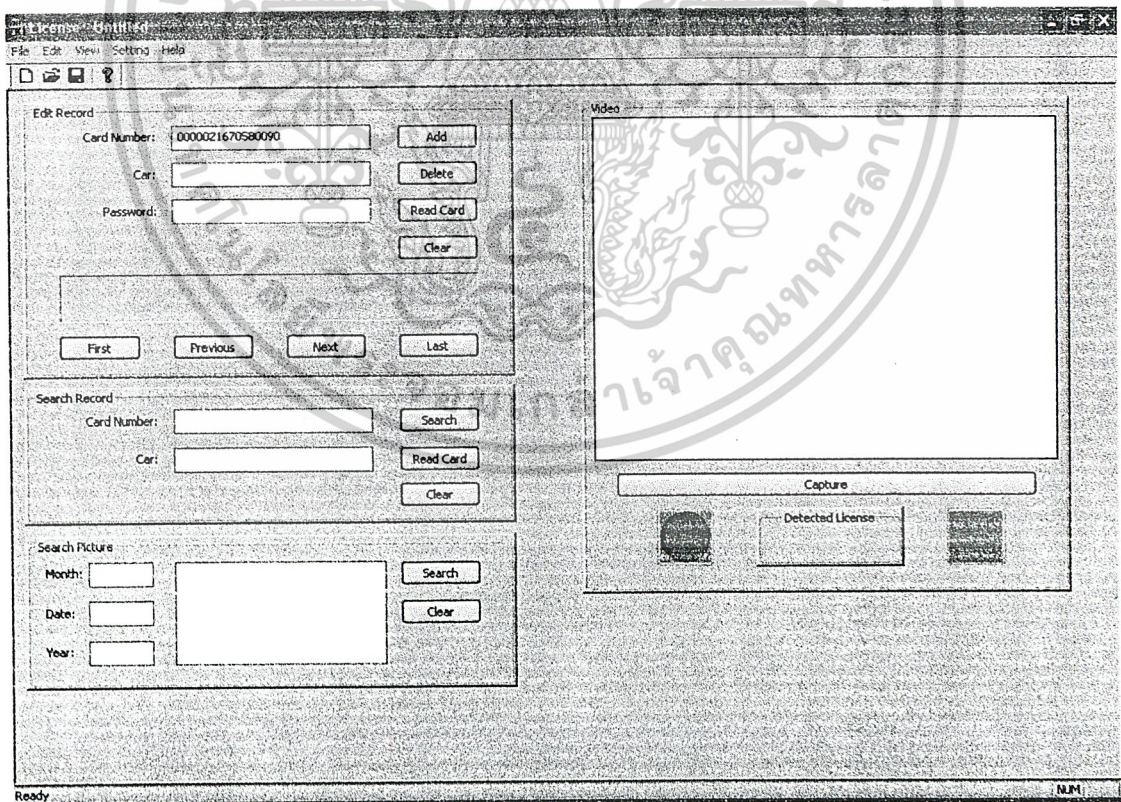 License - Untitled
File Edit View Setting Help
Edit Record
Card Number: 0000021670580090 Add
Car: Delete
Password: Read Card
Clear
First Previous Next Last
Search Record
Card Number: Search
Car: Read Card
Clear
Search Picture
Month: Search
Date: Clear
Year:
Video
Capture
Detected License
Ready NUM